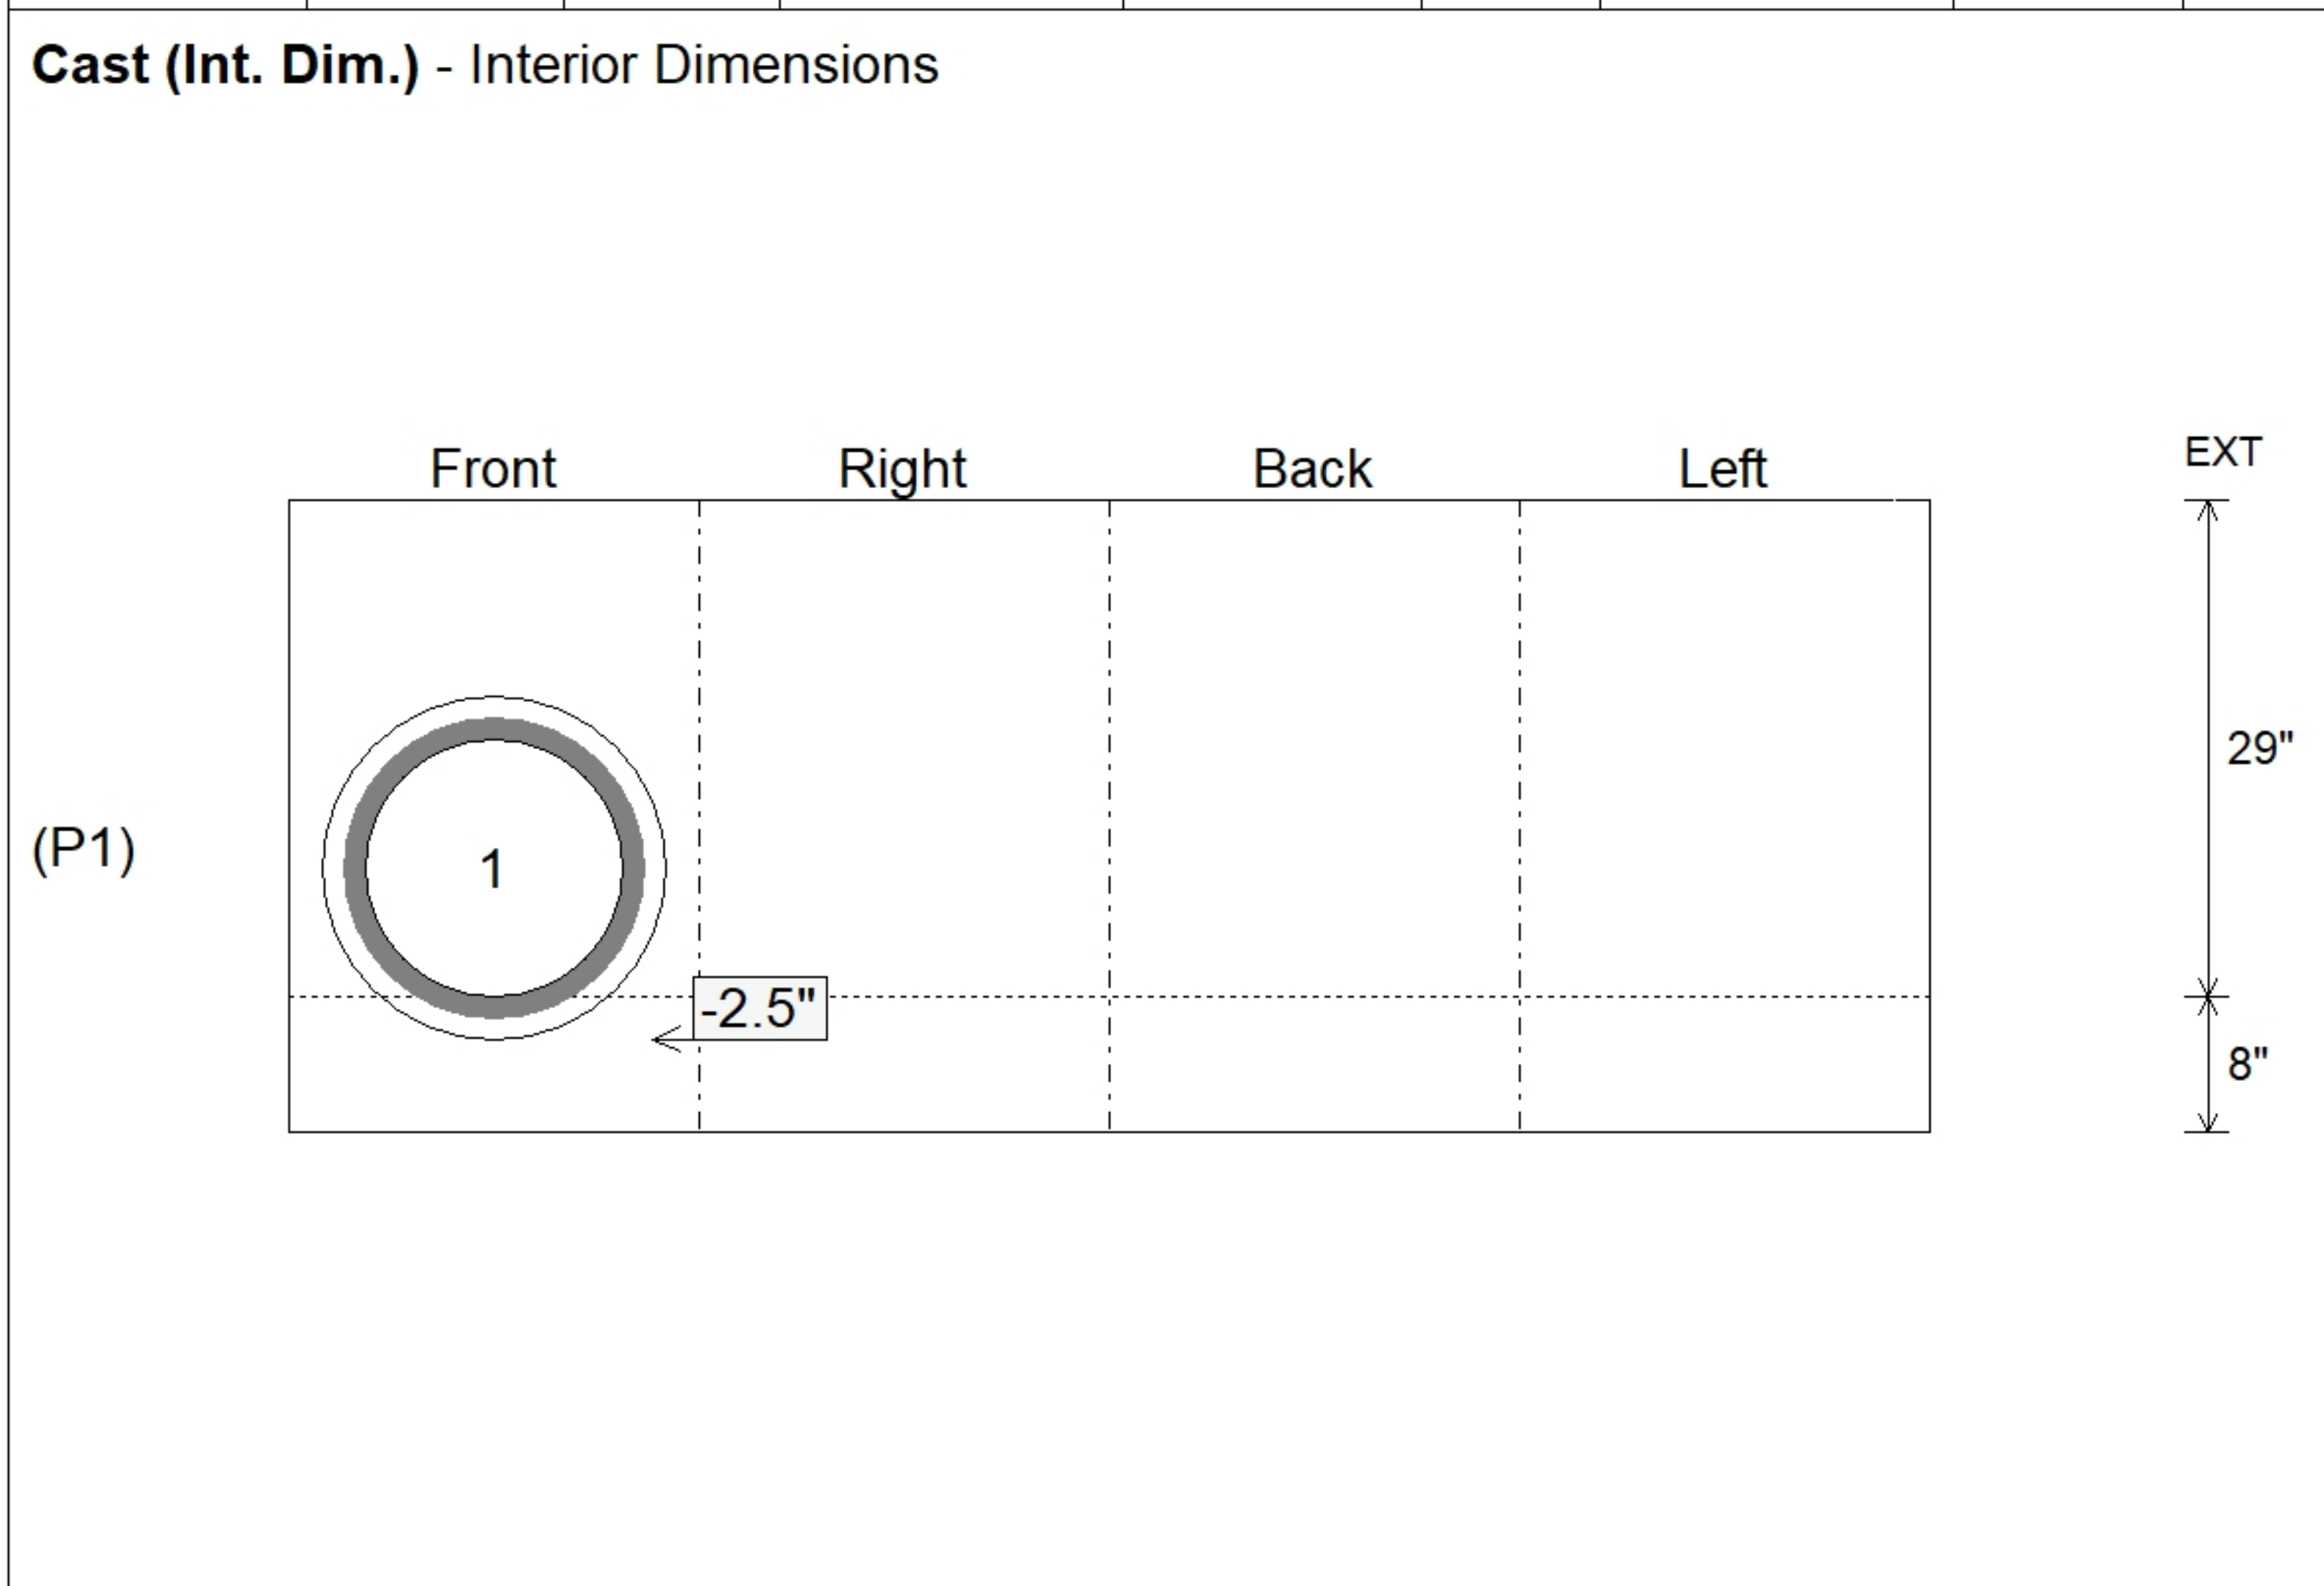 Cast (Int. Dim.) - Interior Dimensions
Front Right Back Left EXT
29"
(P1)
1
-2.5"
8"